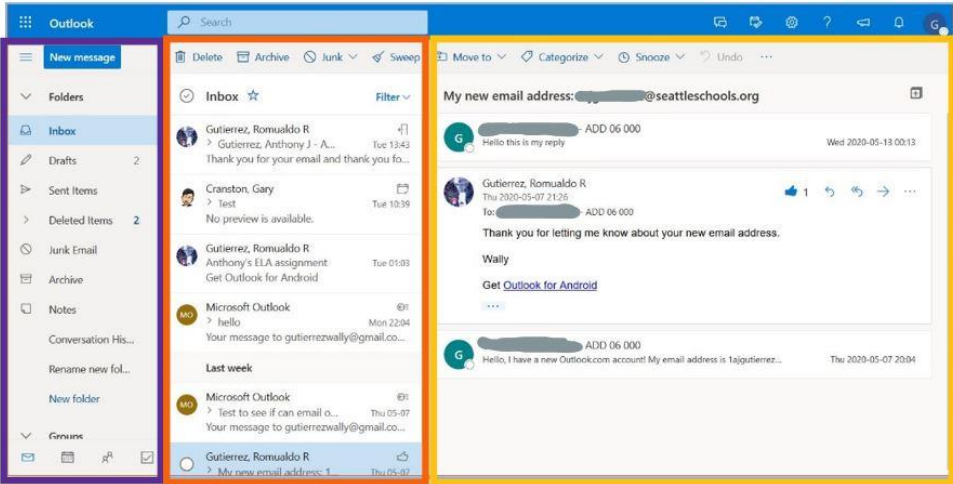 Outlook
Search
G
New message
Folders
Inbox
Drafts 2
Sent Items
Deleted Items 2
Junk Email
Archive
Notes
Conversation His...
Rename new fol...
New folder
Groups
Delete Archive Junk Sweep
Inbox Filter
Gutierrez, Romualdo R
> Gutierrez, Anthony J - A... Tue 13:43
Thank you for your email and thank you fo...
Cranston, Gary
> Test Tue 10:39
No preview is available.
Gutierrez, Romualdo R
Anthony's ELA assignment Tue 01:03
Get Outlook for Android
MO
Microsoft Outlook
> hello Mon 22:04
Your message to gutierrezwally@gmail.co...
Last week
MO
Microsoft Outlook
> Test to see if can email o... Thu 05-07
Your message to gutierrezwally@gmail.co...
Gutierrez, Romualdo R
> My new email address: 1... Thu 05-07
Move to Categorize Snooze Undo ...
My new email address: @seattleschools.org
G
- ADD 06 000
Hello this is my reply Wed 2020-05-13 00:13
Gutierrez, Romualdo R
Thu 2020-05-07 21:26 1 ...
To: - ADD 06 000
Thank you for letting me know about your new email address.
Wally
Get Outlook for Android
...
G
ADD 06 000
Hello, I have a new Outlook.com account! My email address is 1ajgutierrez... Thu 2020-05-07 20:04